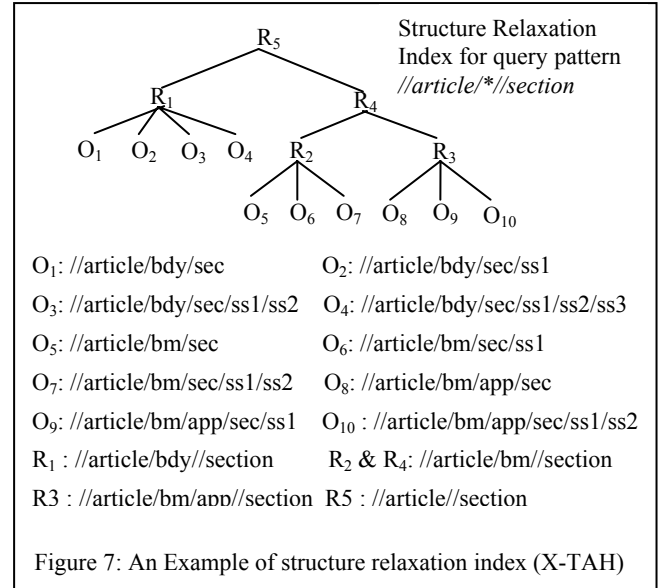 Structure Relaxation
Index for query pattern
//article/*//section
R₅
R₁ R₄
O₁ O₂ O₃ O₄ R₂ R₃
O₅ O₆ O₇ O₈ O₉ O₁₀
O₁: //article/bdy/sec O₂: //article/bdy/sec/ss1
O₃: //article/bdy/sec/ss1/ss2 O₄: //article/bdy/sec/ss1/ss2/ss3
O₅: //article/bm/sec O₆: //article/bm/sec/ss1
O₇: //article/bm/sec/ss1/ss2 O₈: //article/bm/app/sec
O₉: //article/bm/app/sec/ss1 O₁₀ : //article/bm/app/sec/ss1/ss2
R₁ : //article/bdy//section R₂ & R₄: //article/bm//section
R3 : //article/bm/app//section R5 : //article//section
Figure 7: An Example of structure relaxation index (X-TAH)